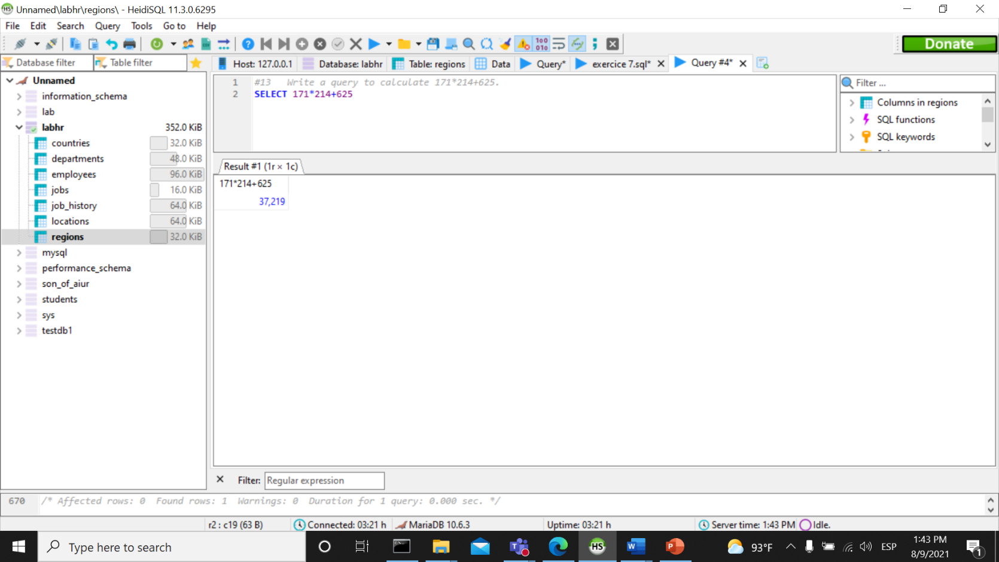 Unnamed\labhr\regions\ - HeidiSQL 11.3.0.6295
File Edit Search Query Tools Go to Help
Donate
Database filter Table filter
Host: 127.0.0.1 Database: labhr Table: regions Data Query* exercice 7.sql* Query #4*
Unnamed
information_schema
lab
labhr 352.0 KiB
countries 32.0 KiB
departments 48.0 KiB
employees 96.0 KiB
jobs 16.0 KiB
job_history 64.0 KiB
locations 64.0 KiB
regions 32.0 KiB
mysql
performance_schema
son_of_aiur
students
sys
testdb1
1 #13 Write a query to calculate 171*214+625.
2 SELECT 171*214+625
Filter ...
Columns in regions
SQL functions
SQL keywords
Result #1 (1r × 1c)
171*214+625
37,219
Filter: Regular expression
670 /* Affected rows: 0 Found rows: 1 Warnings: 0 Duration for 1 query: 0.000 sec. */
r2 : c19 (63 B) Connected: 03:21 h MariaDB 10.6.3 Uptime: 03:21 h Server time: 1:43 PM Idle.
Type here to search
93°F
ESP
1:43 PM
8/9/2021
1